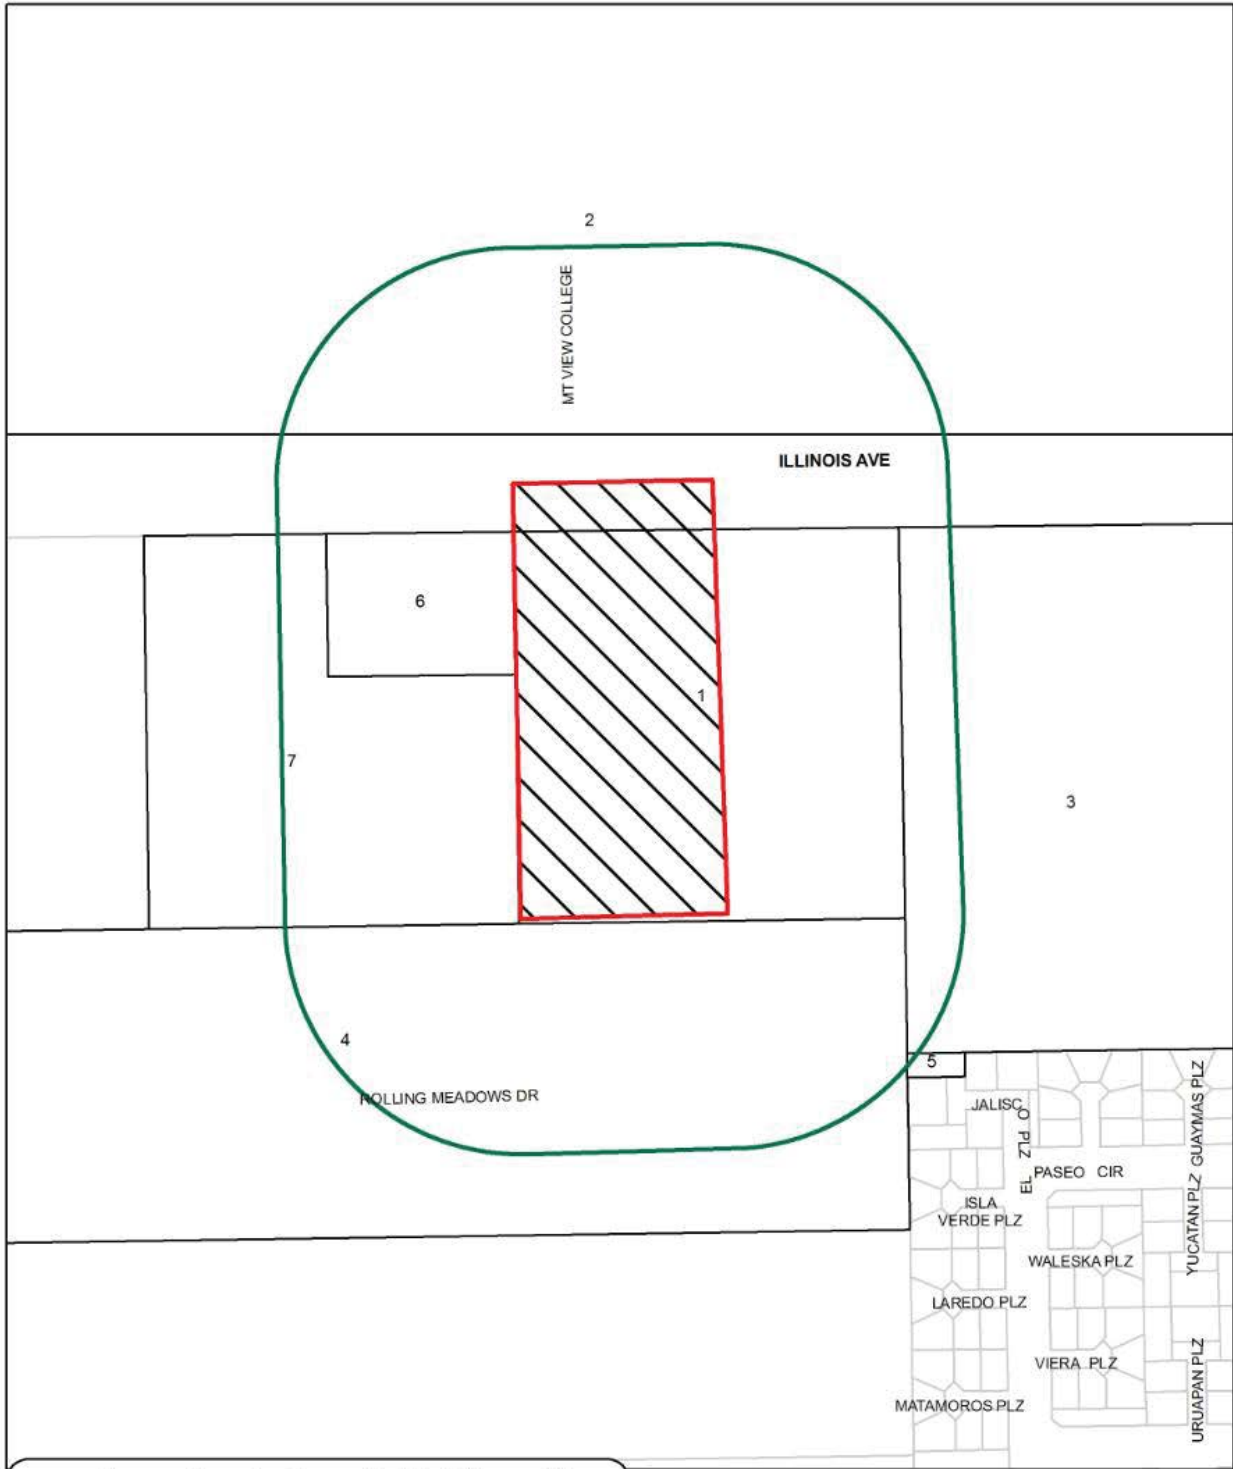 2
MT VIEW COLLEGE
ILLINOIS AVE
6
1
7
3
4
ROLLING MEADOWS DR
5
JALISCO PLZ
GUAYMAS PLZ
EL PASEO CIR
ISLA
VERDE PLZ
YUCATAN PLZ
WALESKA PLZ
LAREDO PLZ
VIERA PLZ
URUAPAN PLZ
MATAMOROS PLZ